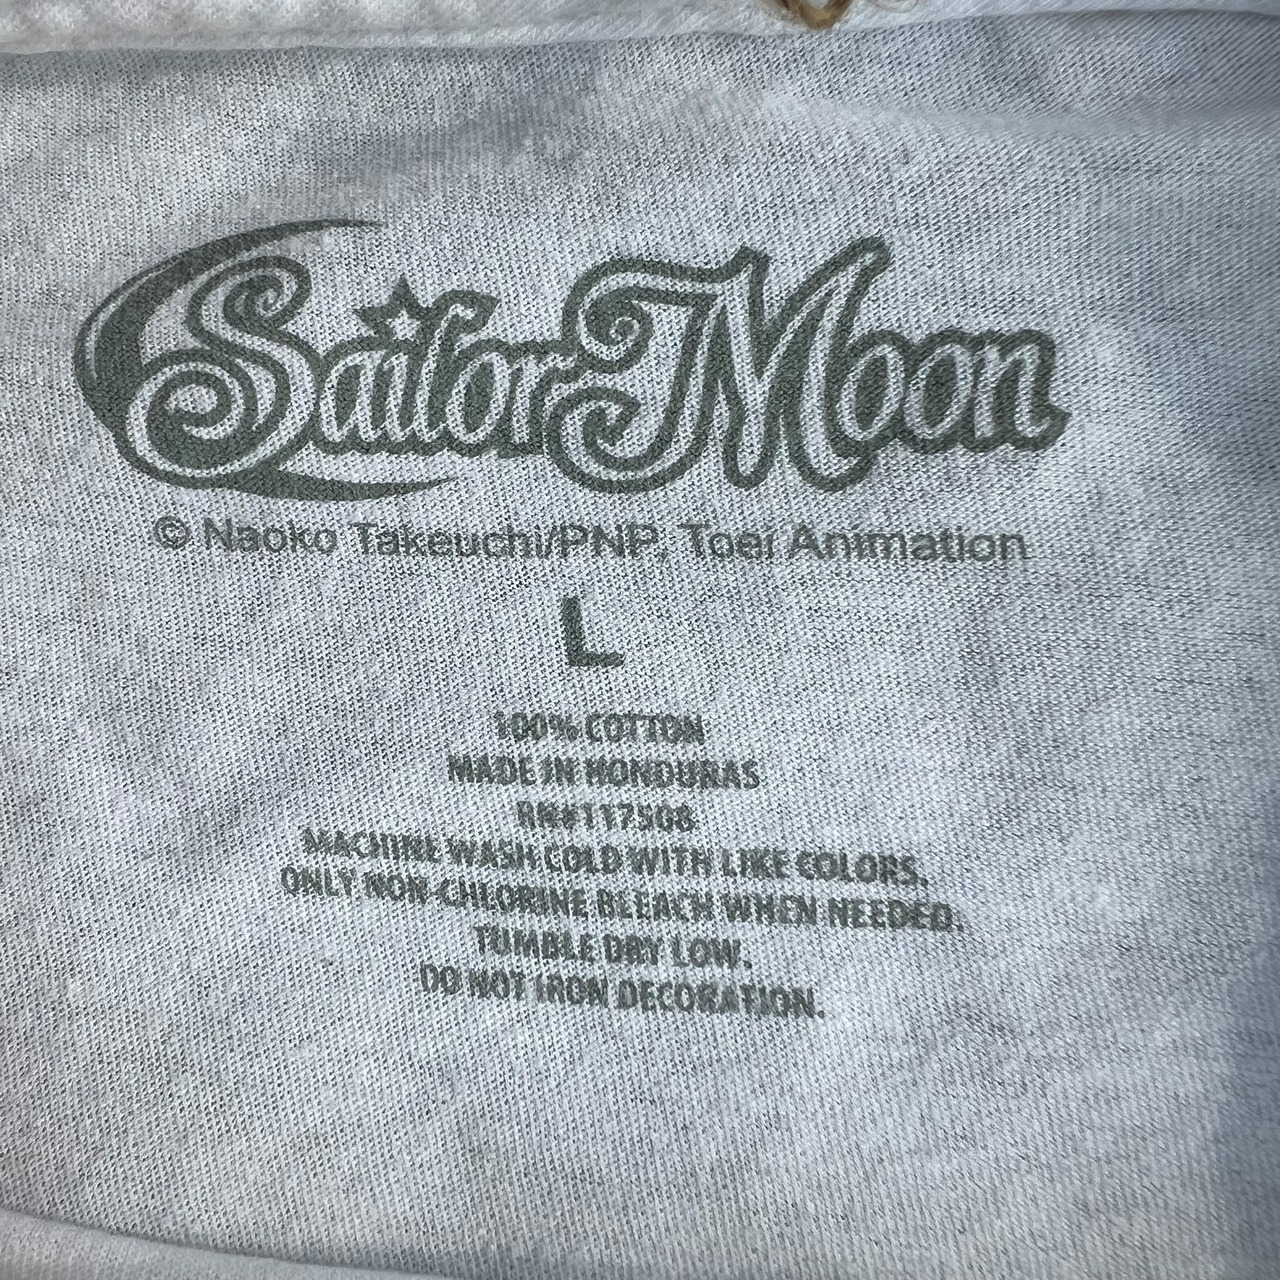 Sailor Moon
© Naoko Takeuchi/PNP, Toei Animation
L
100% COTTON
MADE IN HONDURAS
RN#117508
MACHINE WASH COLD WITH LIKE COLORS.
ONLY NON-CHLORINE BLEACH WHEN NEEDED.
TUMBLE DRY LOW.
DO NOT IRON DECORATION.